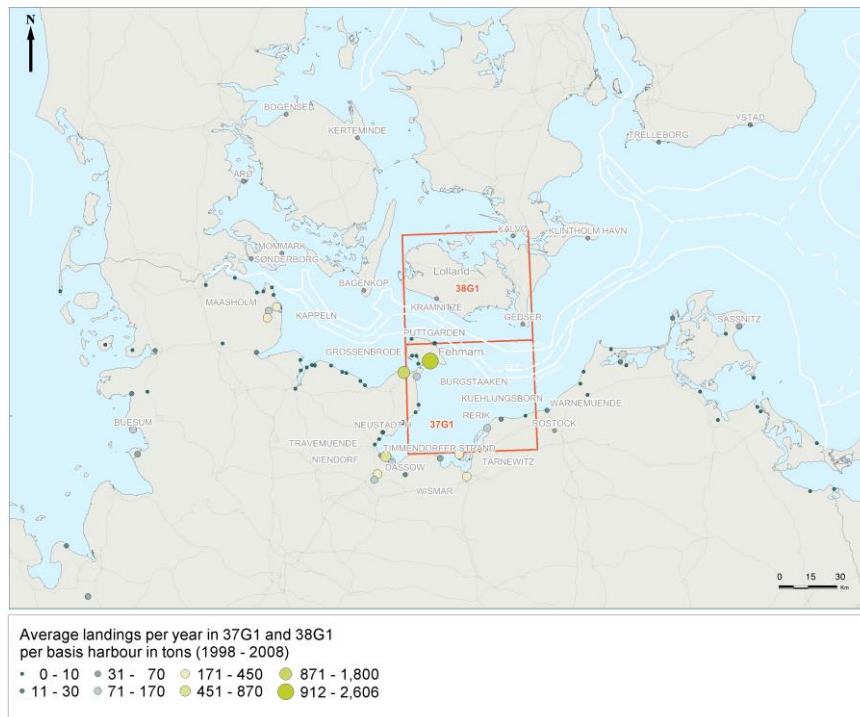 N
BOGENSEL
KERTEMINDE
YSTAD
TRELLEBORG
ARØ
KALVØ
KLINTHOLM HAVN
MOMMARK
SØNDERBORG
Lolland
BAGENKOP
38G1
MAASHOLM
KRAMNITZE
KAPPELN
GEDSER
SASSNITZ
PUTTGARDEN
GROSSENBRODE
Fehmarn
BURGSTAAKEN
KUEHLUNGSBORN
WARNEMUENDE
BUESUM
RERIK
NEUSTADT
37G1
ROSTOCK
TRAVEMUENDE
TIMMENDORFER STRAND
NIENDORF
DASSOW
TARNEWITZ
WISMAR
0 15 30
Km
Average landings per year in 37G1 and 38G1
per basis harbour in tons (1998 - 2008)
0 - 10 31 - 70 171 - 450 871 - 1,800
11 - 30 71 - 170 451 - 870 912 - 2,606